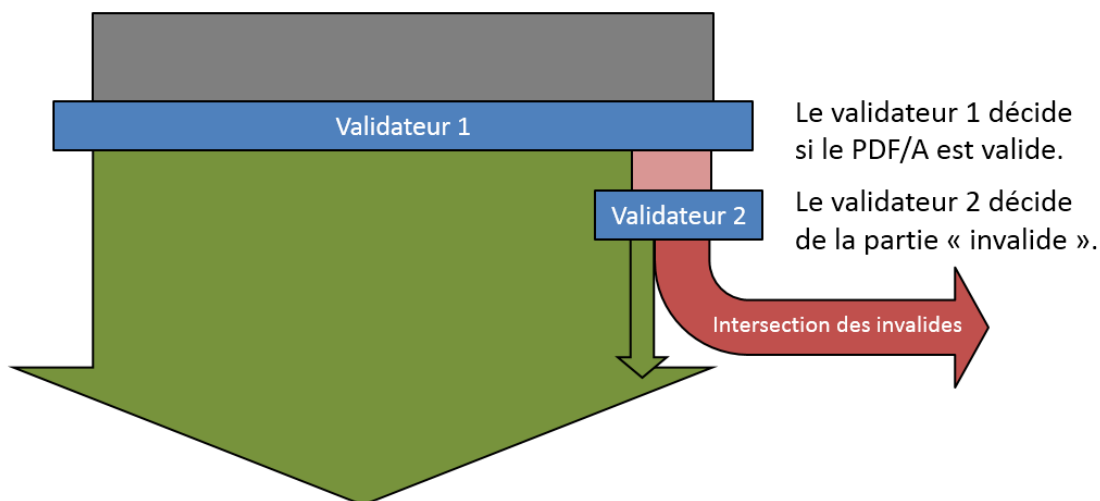 Validateur 1
Le validateur 1 décide
si le PDF/A est valide.
Validateur 2
Le validateur 2 décide
de la partie « invalide ».
Intersection des invalides